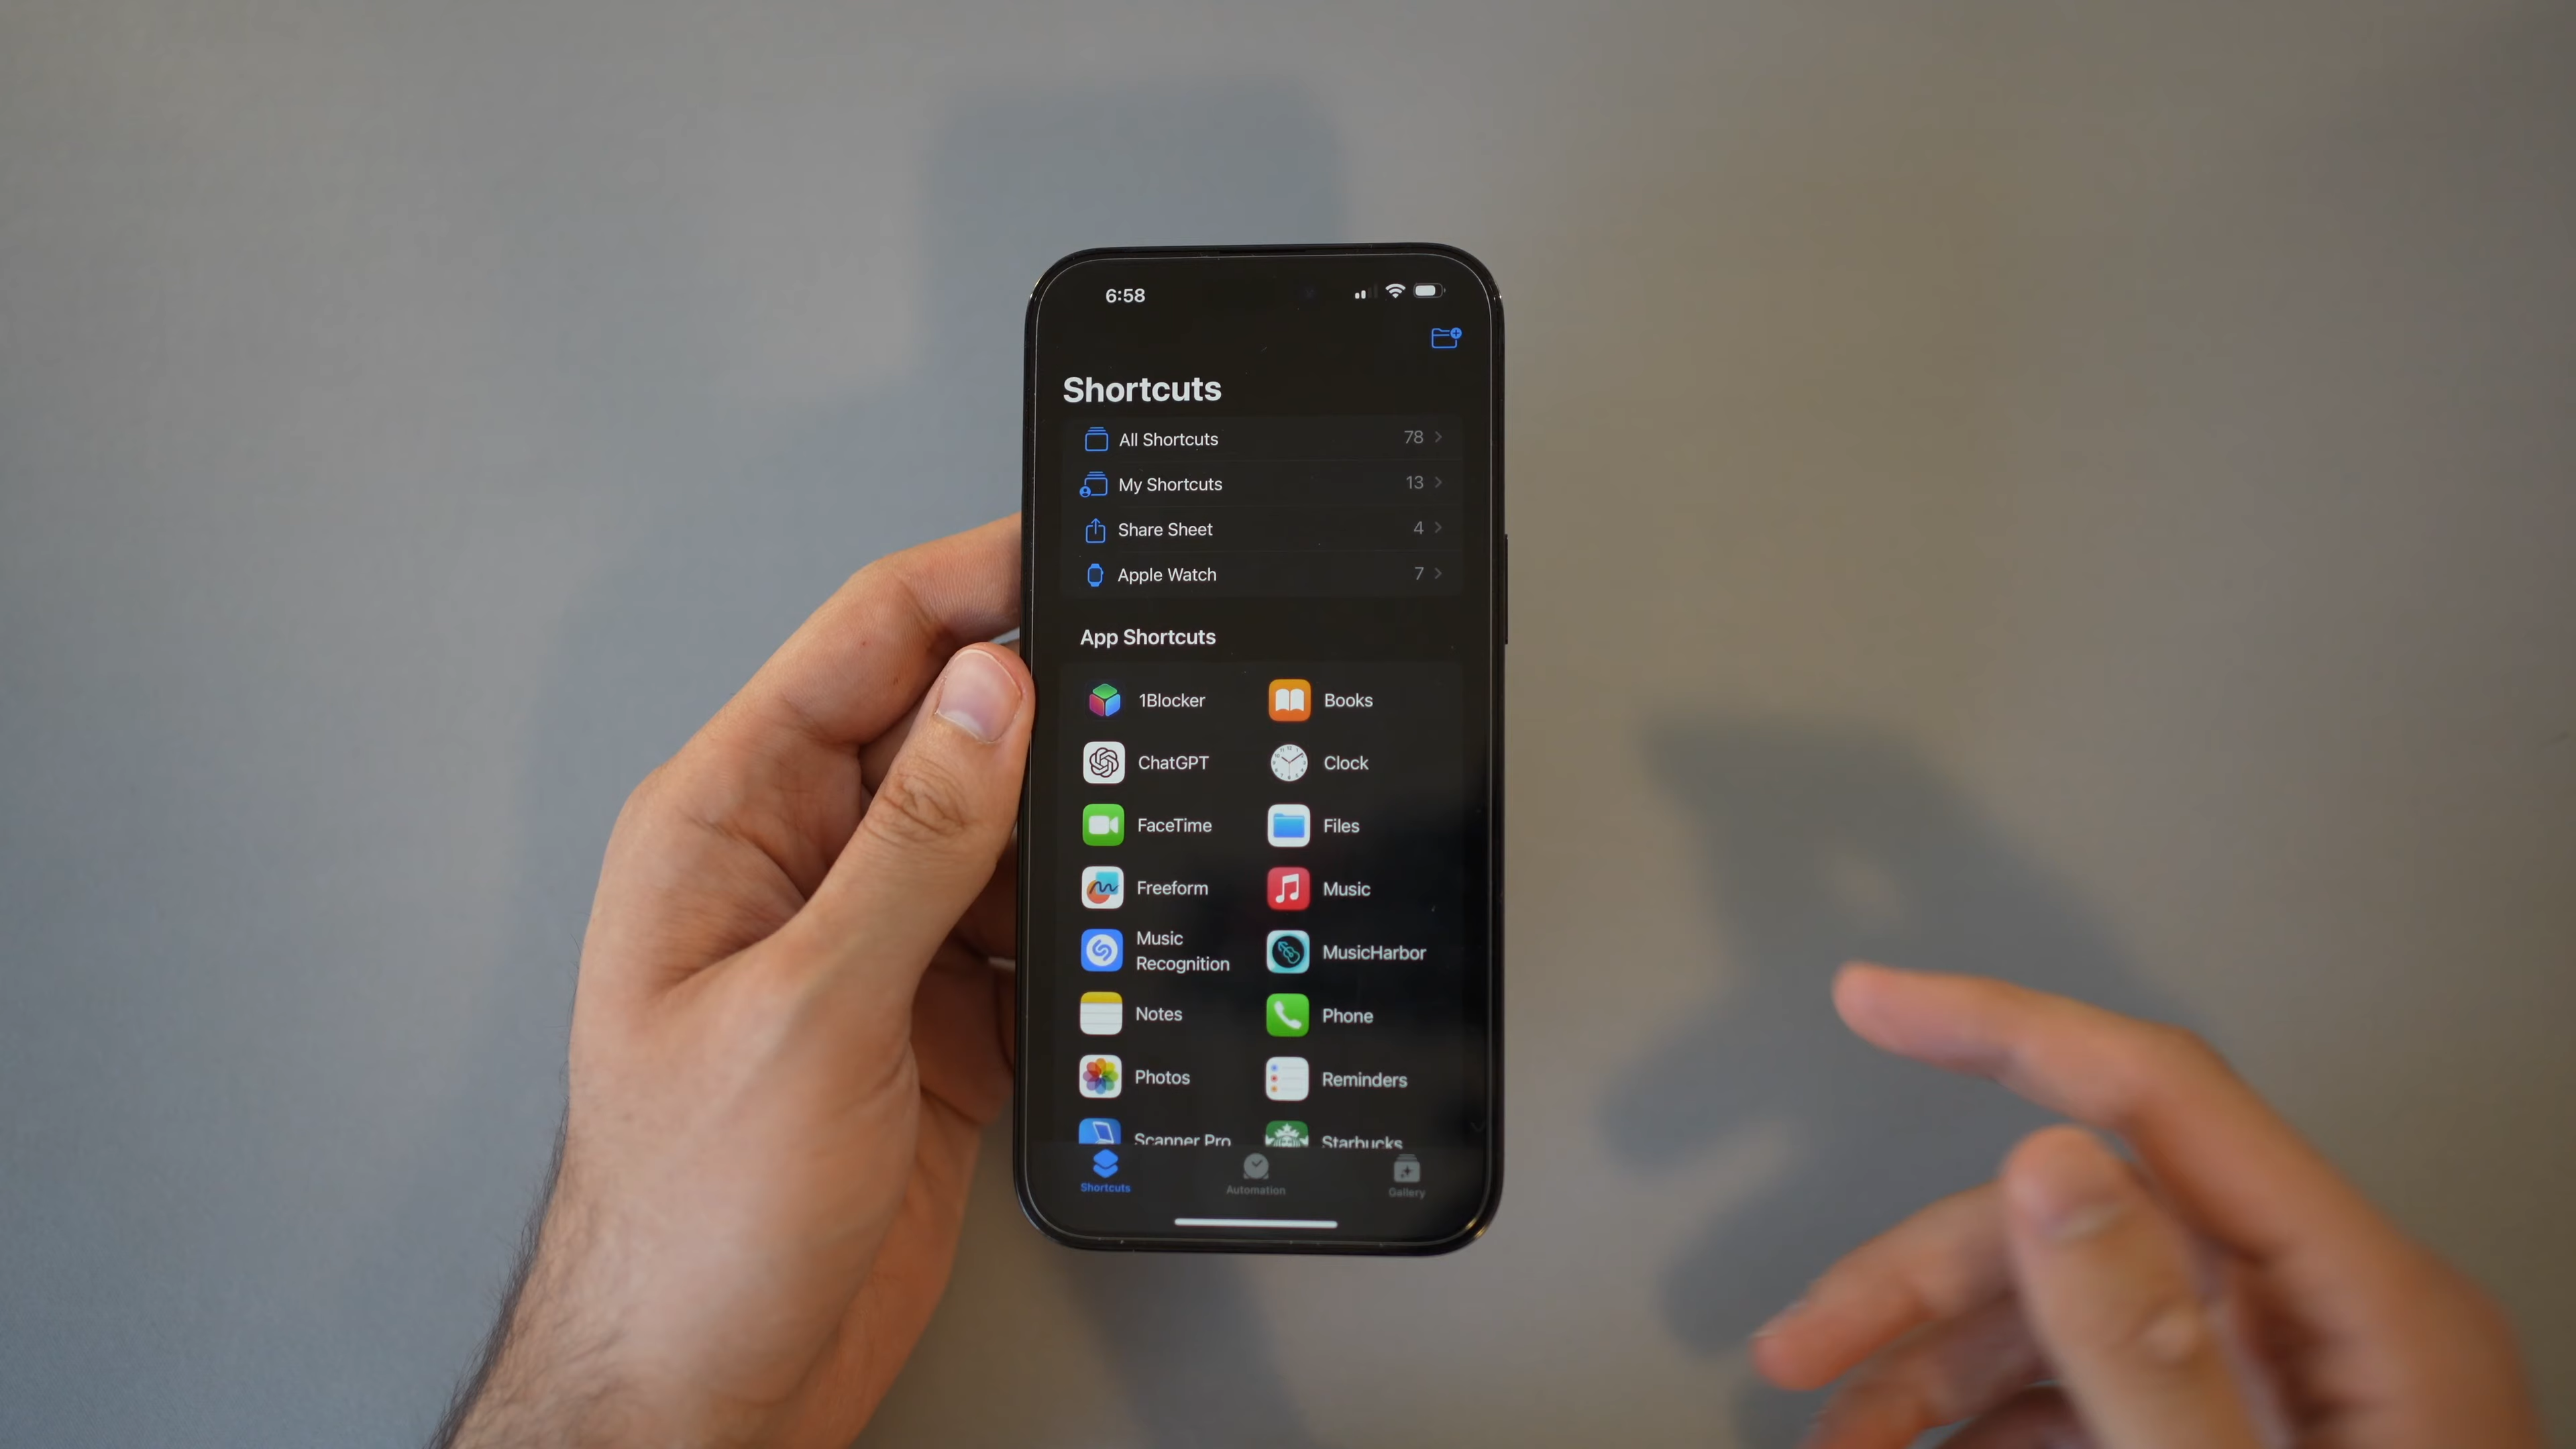 6:58
Shortcuts
All Shortcuts 78
My Shortcuts 13
Share Sheet 4
Apple Watch 7
App Shortcuts
1Blocker Books
ChatGPT Clock
FaceTime Files
Freeform Music
Music
Recognition MusicHarbor
Notes Phone
Photos Reminders
Scanner Pro Starbucks
Shortcuts Automation Gallery